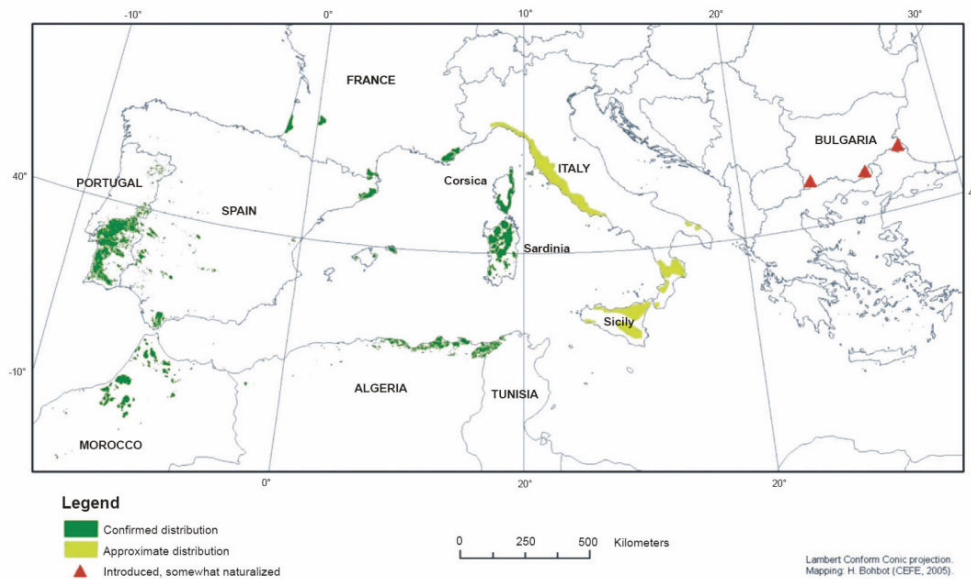 -10°
0°
10°
20°
30°
FRANCE
BULGARIA
ITALY
Corsica
40°
PORTUGAL
SPAIN
4
Sardinia
Sicily
-10°
ALGERIA
TUNISIA
MOROCCO
0°
20°
20°
Legend
Confirmed distribution
Approximate distribution
Introduced, somewhat naturalized
0 250 500 Kilometers
Lambert Conform Conic projection.
Mapping: H. Bohbot (CEFE, 2005).